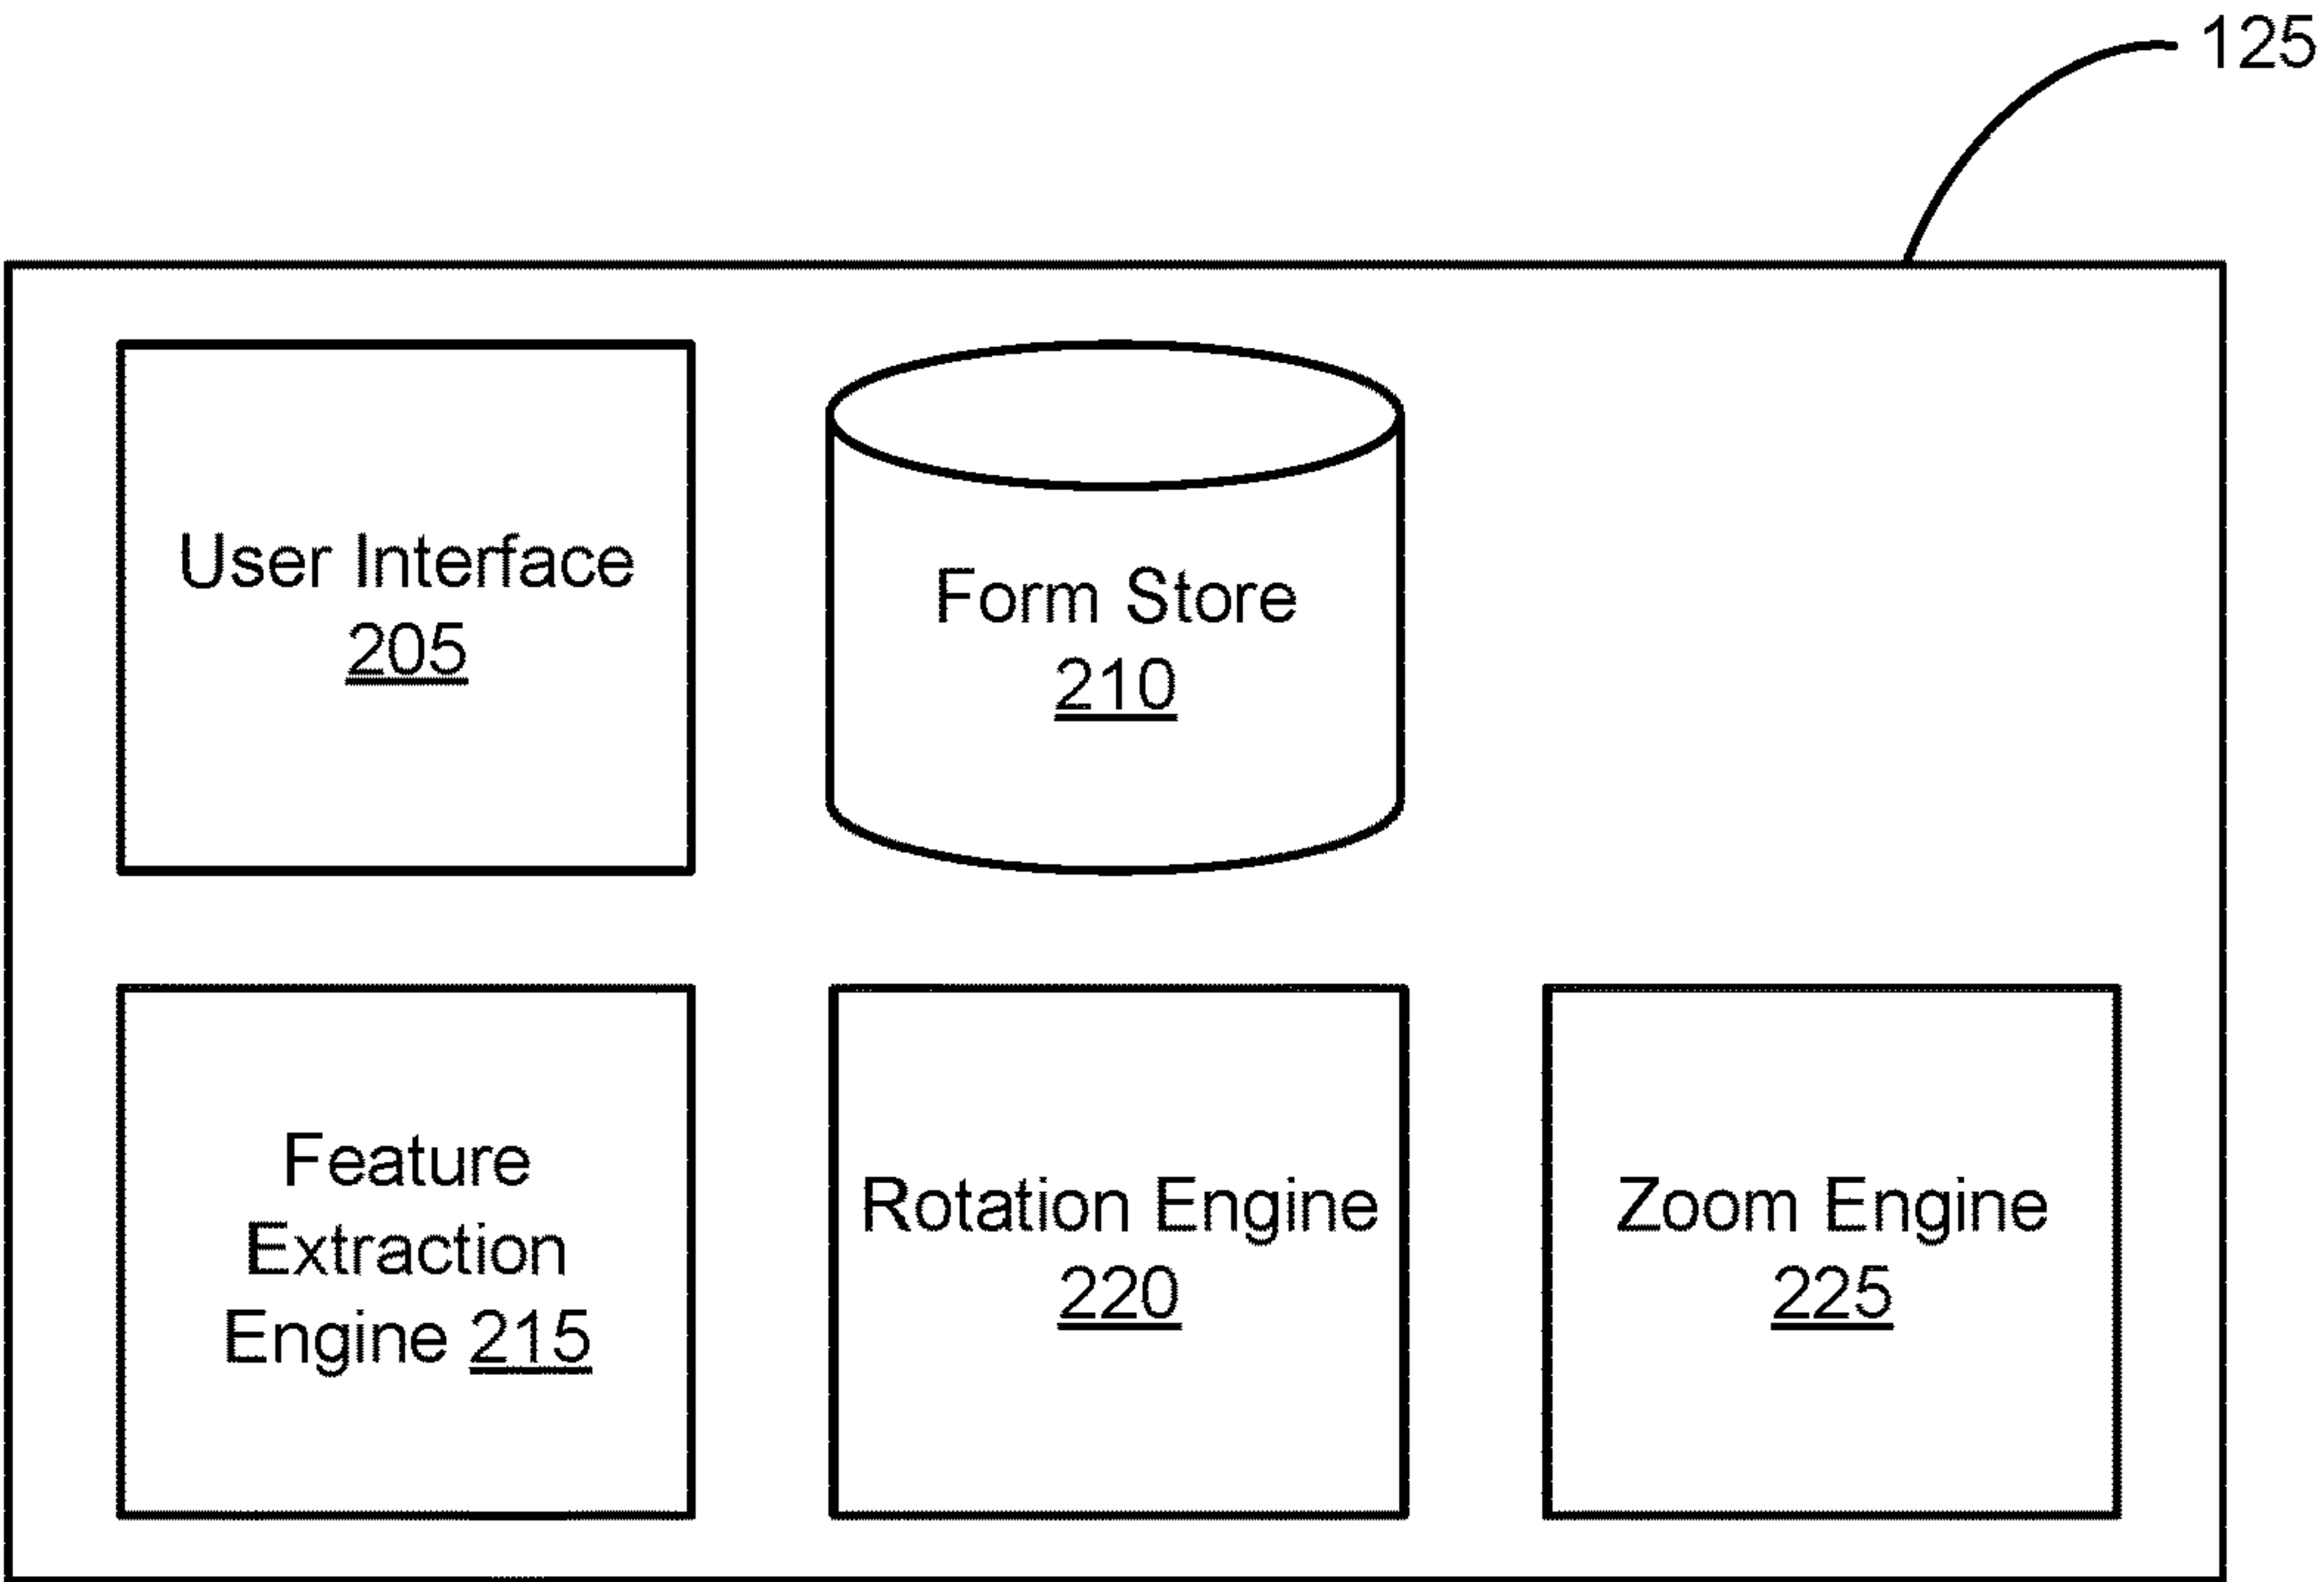 125
User Interface
205
Form Store
210
Feature
Extraction
Engine 215
Rotation Engine
220
Zoom Engine
225